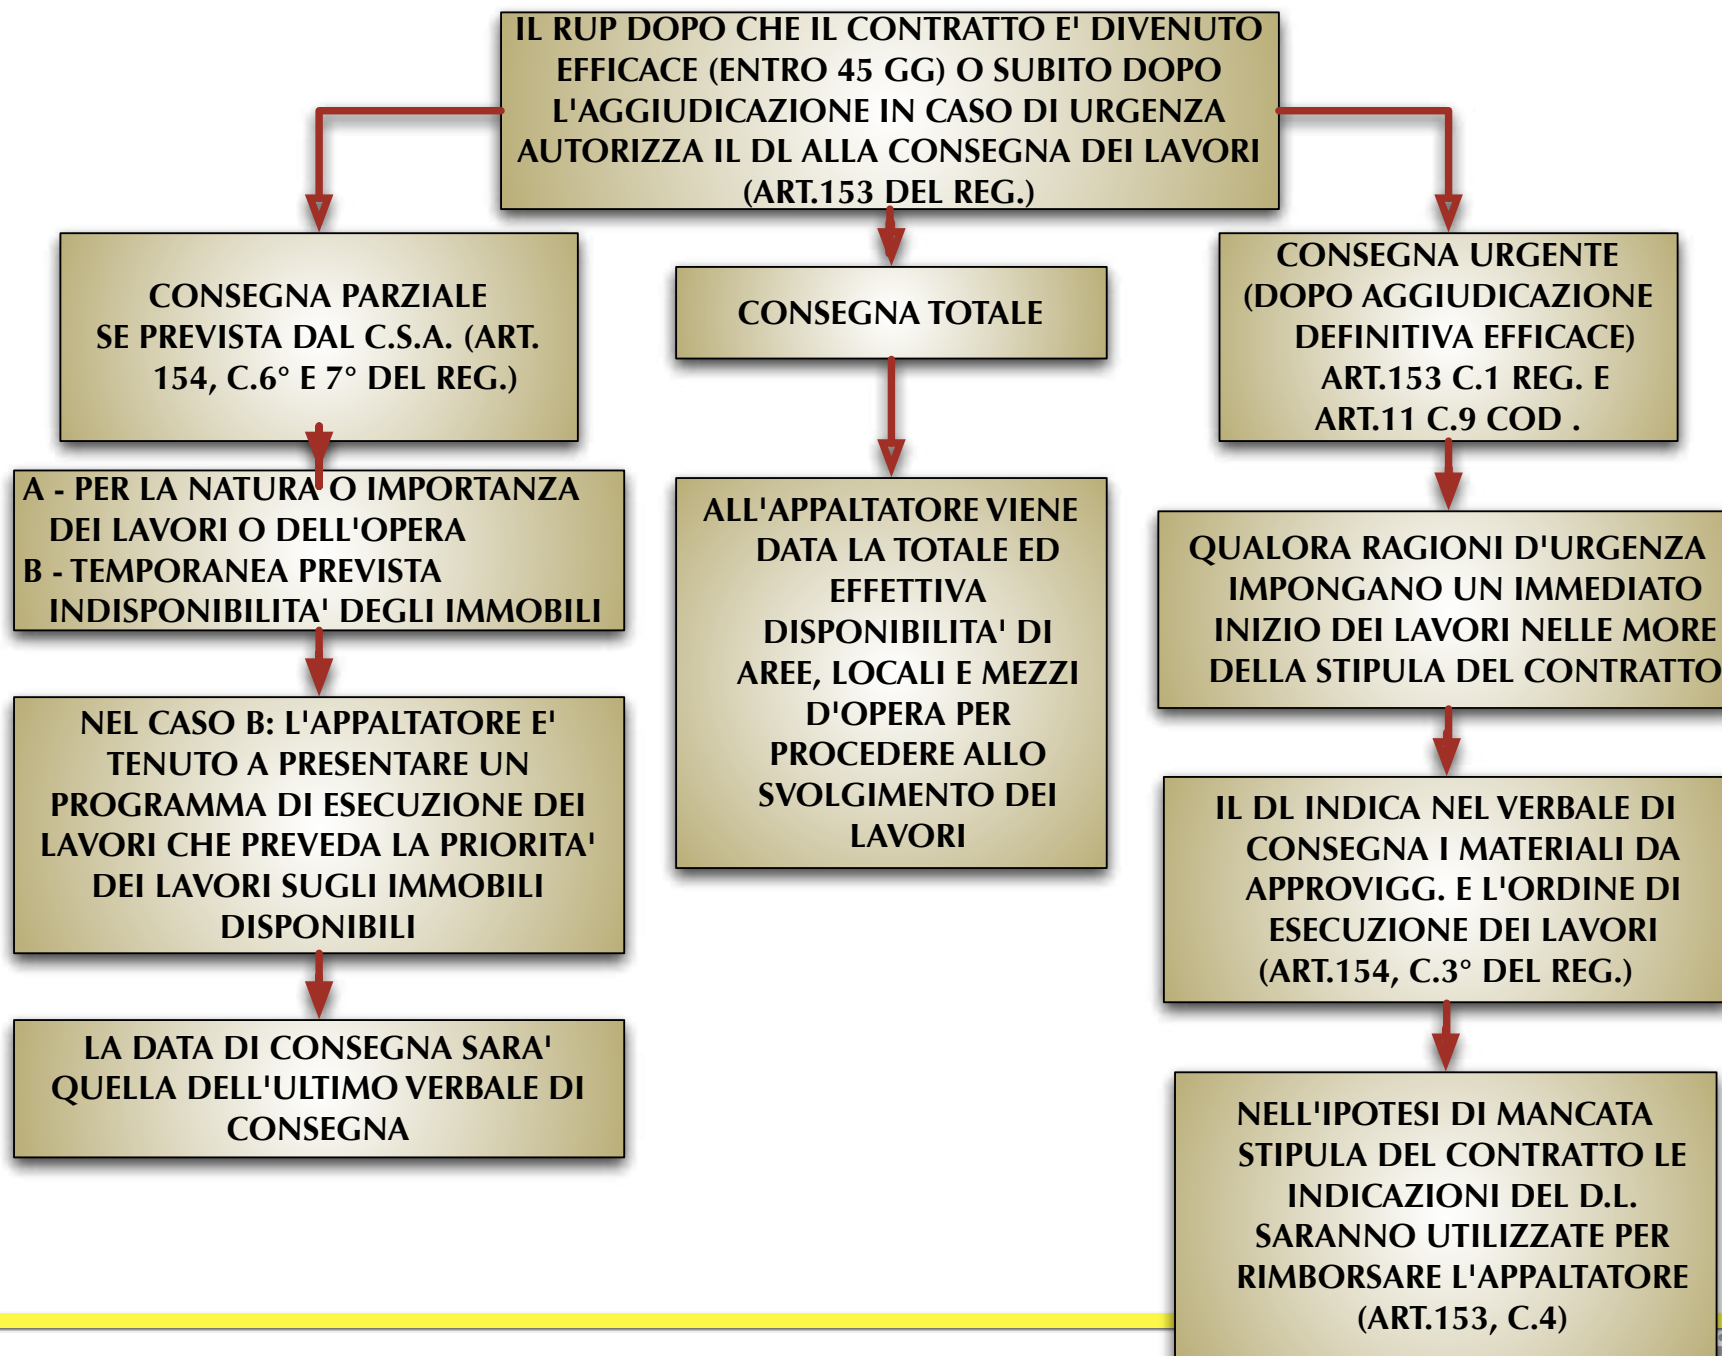 IL RUP DOPO CHE IL CONTRATTO E' DIVENUTO
EFFICACE (ENTRO 45 GG) O SUBITO DOPO
L'AGGIUDICAZIONE IN CASO DI URGENZA
AUTORIZZA IL DL ALLA CONSEGNA DEI LAVORI
(ART.153 DEL REG.)
CONSEGNA PARZIALE
SE PREVISTA DAL C.S.A. (ART.
154, C.6° E 7° DEL REG.)
A - PER LA NATURA O IMPORTANZA
DEI LAVORI O DELL'OPERA
B - TEMPORANEA PREVISTA
INDISPONIBILITA' DEGLI IMMOBILI
NEL CASO B: L'APPALTATORE E'
TENUTO A PRESENTARE UN
PROGRAMMA DI ESECUZIONE DEI
LAVORI CHE PREVEDA LA PRIORITA'
DEI LAVORI SUGLI IMMOBILI
DISPONIBILI
LA DATA DI CONSEGNA SARA'
QUELLA DELL'ULTIMO VERBALE DI
CONSEGNA
CONSEGNA TOTALE
ALL'APPALTATORE VIENE
DATA LA TOTALE ED
EFFETTIVA
DISPONIBILITA' DI
AREE, LOCALI E MEZZI
D'OPERA PER
PROCEDERE ALLO
SVOLGIMENTO DEI
LAVORI
CONSEGNA URGENTE
(DOPO AGGIUDICAZIONE
DEFINITIVA EFFICACE)
ART.153 C.1 REG. E
ART.11 C.9 COD .
QUALORA RAGIONI D'URGENZA
IMPONGANO UN IMMEDIATO
INIZIO DEI LAVORI NELLE MORE
DELLA STIPULA DEL CONTRATTO
IL DL INDICA NEL VERBALE DI
CONSEGNA I MATERIALI DA
APPROVIGG. E L'ORDINE DI
ESECUZIONE DEI LAVORI
(ART.154, C.3° DEL REG.)
NELL'IPOTESI DI MANCATA
STIPULA DEL CONTRATTO LE
INDICAZIONI DEL D.L.
SARANNO UTILIZZATE PER
RIMBORSARE L'APPALTATORE
(ART.153, C.4)